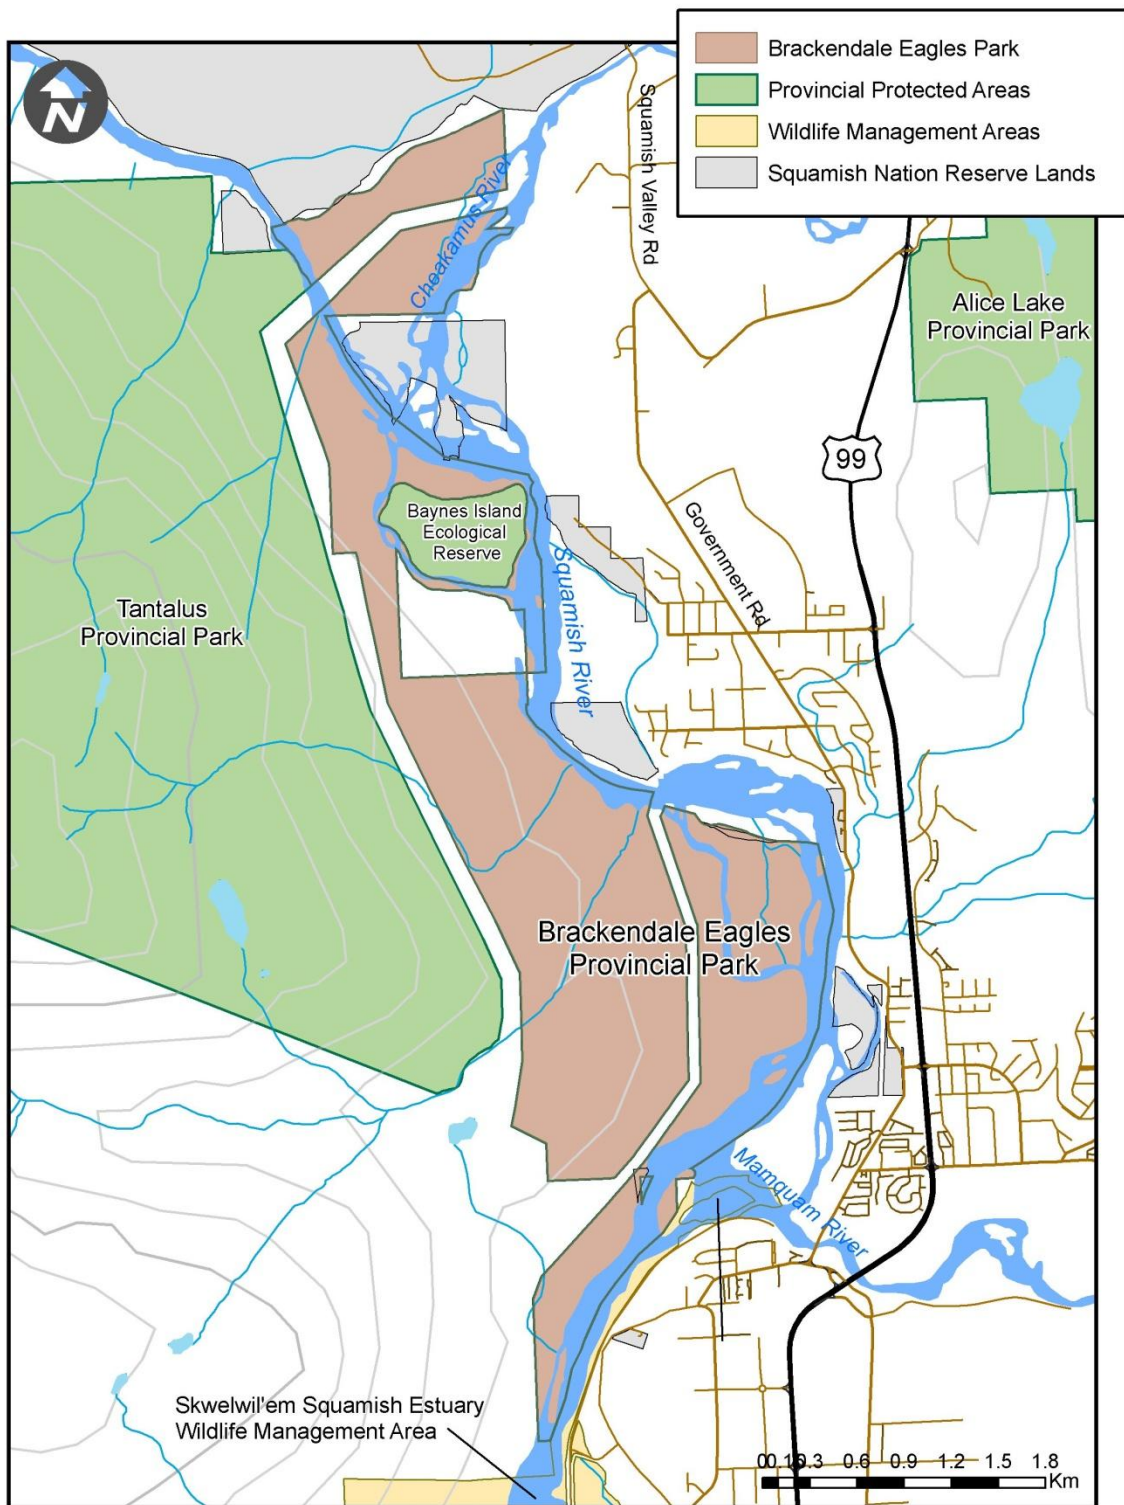 Brackendale Eagles Park
Provincial Protected Areas
Wildlife Management Areas
Squamish Nation Reserve Lands
N
Squamish Valley Rd
Cheakamus River
Alice Lake
Provincial Park
99
Baynes Island
Ecological
Reserve
Government Rd
Squamish River
Tantalus
Provincial Park
Brackendale Eagles
Provincial Park
Mamquam River
Skwelwil'em Squamish Estuary
Wildlife Management Area
0 0.15 0.3 0.6 0.9 1.2 1.5 1.8
Km